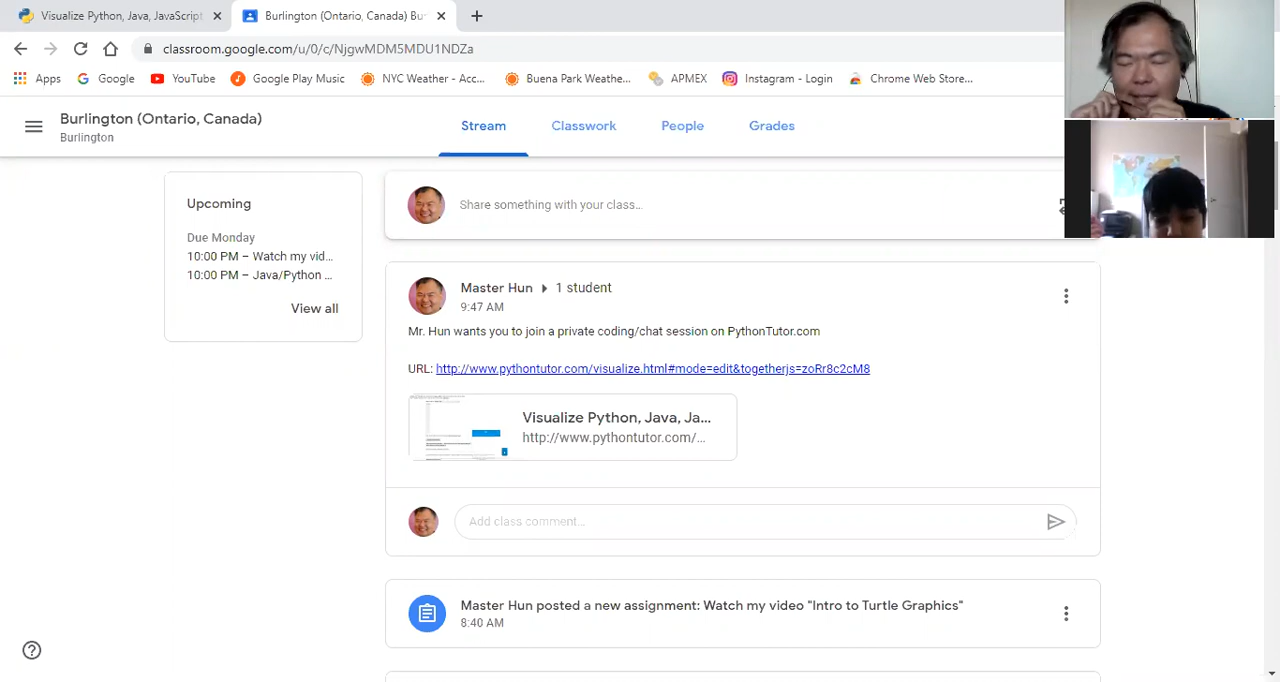 Visualize Python, Java, JavaScript
Burlington (Ontario, Canada) Bu
classroom.google.com/u/0/c/NjgwMDM5MDU1NDZa
Apps
Google
YouTube
Google Play Music
NYC Weather - Acc...
Buena Park Weathe...
APMEX
Instagram - Login
Chrome Web Store...
Burlington (Ontario, Canada)
Burlington
Stream
Classwork
People
Grades
Upcoming
Due Monday
10:00 PM – Watch my vid...
10:00 PM – Java/Python ...
View all
Share something with your class...
Master Hun ▸ 1 student
9:47 AM
Mr. Hun wants you to join a private coding/chat session on PythonTutor.com
URL: http://www.pythontutor.com/visualize.html#mode=edit&togetherjs=zoRr8c2cM8
Visualize Python, Java, Ja...
http://www.pythontutor.com/...
Add class comment...
Master Hun posted a new assignment: Watch my video "Intro to Turtle Graphics"
8:40 AM